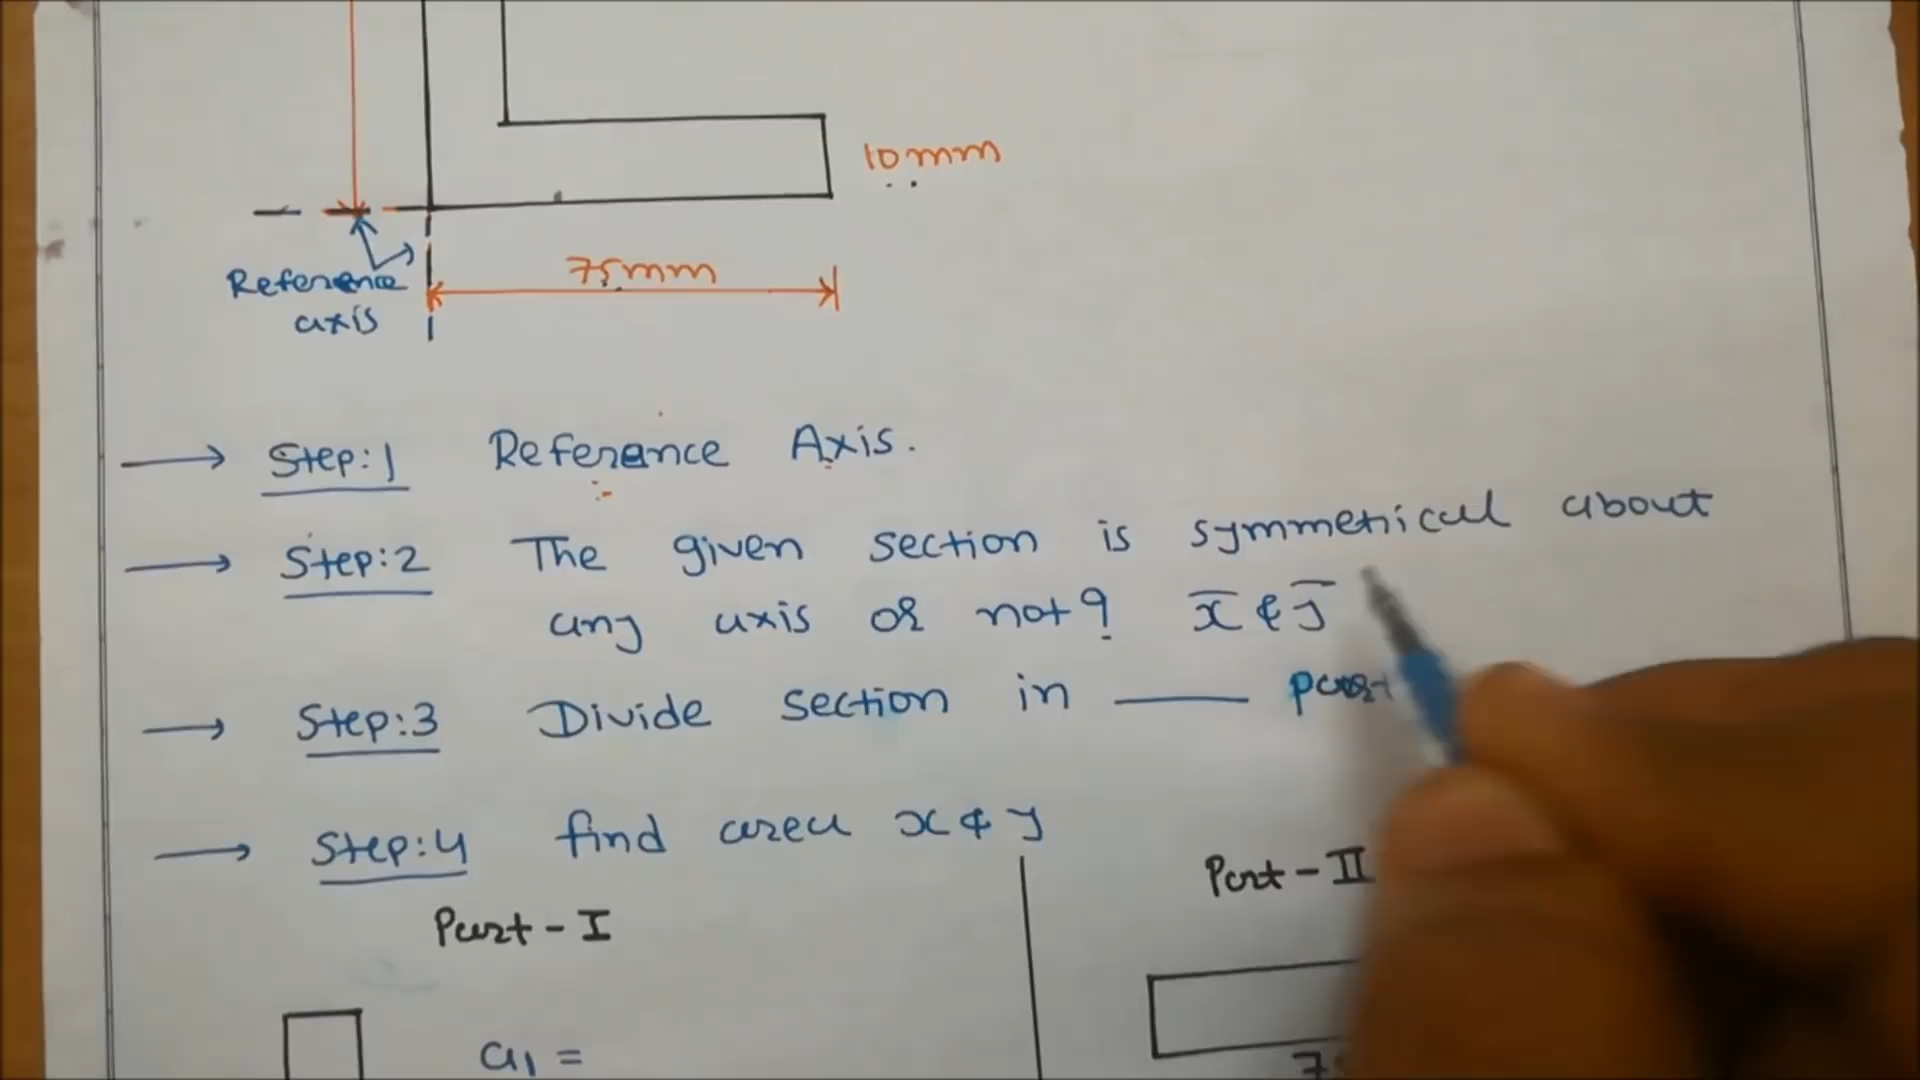 10mm
75mm
Reference
axis
Step:1 Reference Axis.
Step:2 The given section is symmetrical about
any axis or not? x̄ & ȳ
Step:3 Divide section in ____ part
Step:4 find area x & y
Part-I
Part-II
a₁ =